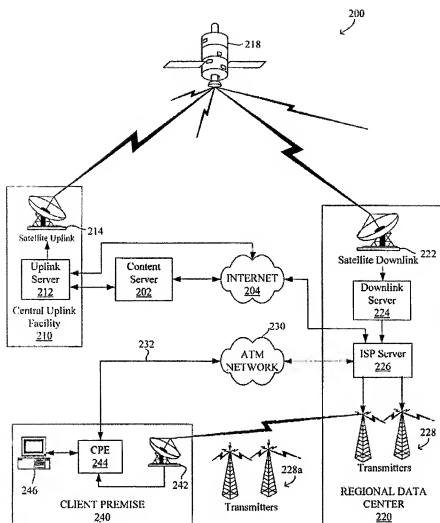 200
218
214
Satellite Uplink
Uplink
Server
212
Central Uplink
Facility
210
Content
Server
202
INTERNET
204
222
Satellite Downlink
Downlink
Server
224
ISP Server
226
230
ATM
NETWORK
232
228
Transmitters
228a
Transmitters
REGIONAL DATA
CENTER
220
CPE
244
246
242
CLIENT PREMISE
240